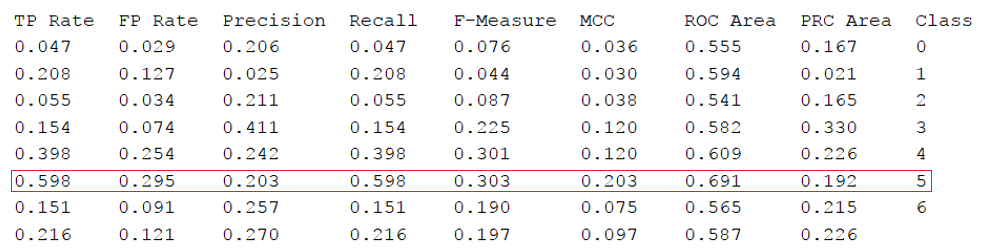 TP Rate FP Rate Precision Recall F-Measure MCC ROC Area PRC Area Class
0.047 0.029 0.206 0.047 0.076 0.036 0.555 0.167 0
0.208 0.127 0.025 0.208 0.044 0.030 0.594 0.021 1
0.055 0.034 0.211 0.055 0.087 0.038 0.541 0.165 2
0.154 0.074 0.411 0.154 0.225 0.120 0.582 0.330 3
0.398 0.254 0.242 0.398 0.301 0.120 0.609 0.226 4
0.598 0.295 0.203 0.598 0.303 0.203 0.691 0.192 5
0.151 0.091 0.257 0.151 0.190 0.075 0.565 0.215 6
0.216 0.121 0.270 0.216 0.197 0.097 0.587 0.226